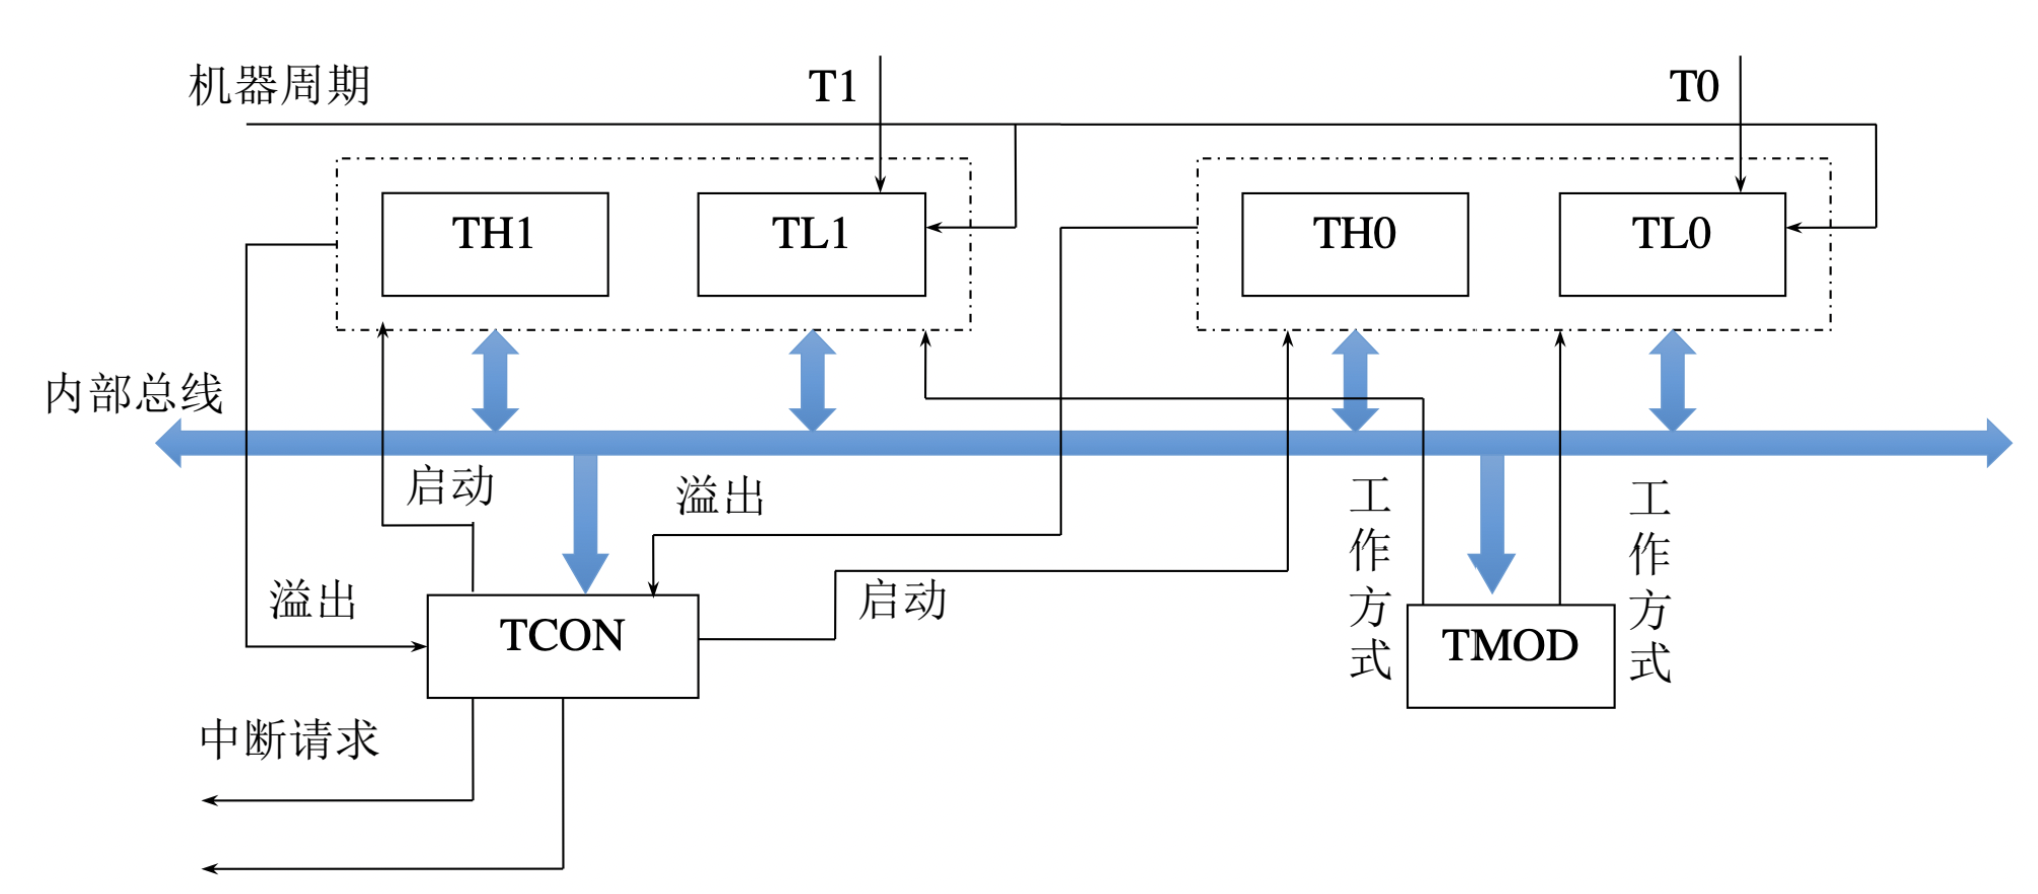 机器周期
T1
T0
TH1
TL1
TH0
TL0
内部总线
启动
溢出
工作方式
工作方式
溢出
启动
TCON
TMOD
中断请求